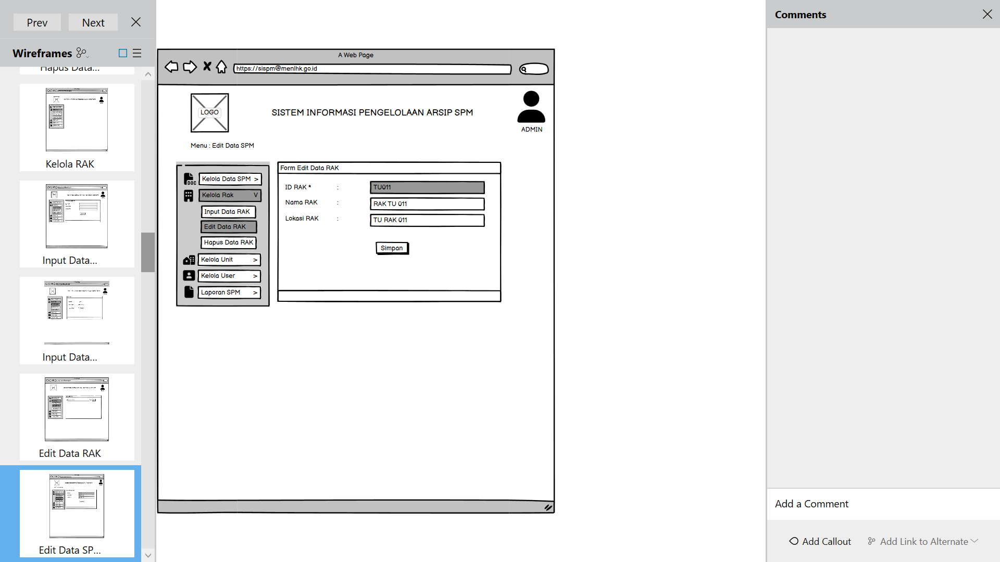 Prev
Next
Wireframes
Hapus Data...
Kelola RAK
Input Data...
Input Data...
Edit Data RAK
Edit Data SP...
A Web Page
https://sispm@menlhk.go.id
LOGO
SISTEM INFORMASI PENGELOLAAN ARSIP SPM
ADMIN
Menu : Edit Data SPM
DOC
Kelola Data SPM >
Kelola Rak V
Input Data RAK
Edit Data RAK
Hapus Data RAK
Kelola Unit >
Kelola User >
Laporan SPM >
Form Edit Data RAK
ID RAK * : TU011
Nama RAK : RAK TU 011
Lokasi RAK : TU RAK 011
Simpan
Comments
Add a Comment
Add Callout
Add Link to Alternate